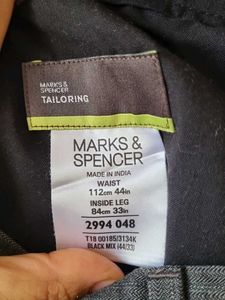 MARKS &
SPENCER
TAILORING
MARKS &
SPENCER
MADE IN INDIA
WAIST
112cm 44in
INSIDE LEG
84cm 33in
2994 048
T18 00185/3134K
BLACK MIX (44/33)